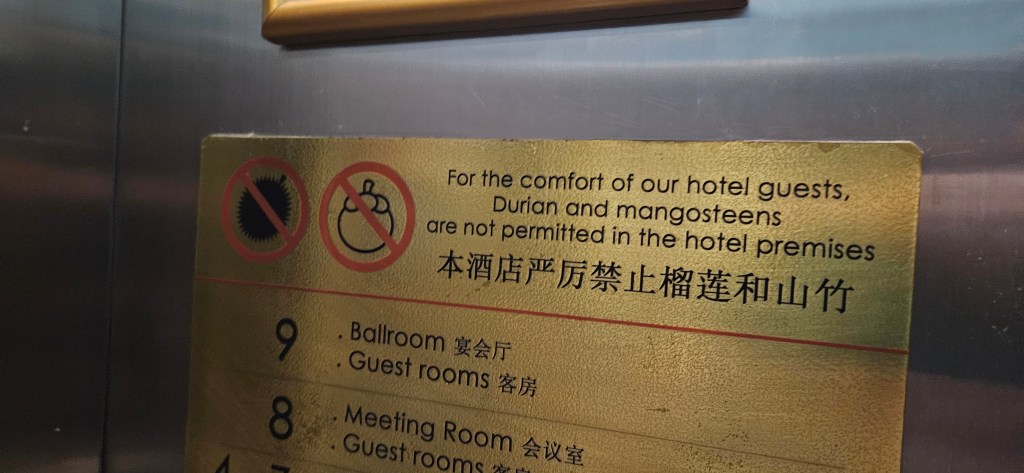 For the comfort of our hotel guests,
Durian and mangosteens
are not permitted in the hotel premises
本酒店严厉禁止榴莲和山竹
9 . Ballroom 宴会厅
. Guest rooms 客房
8 . Meeting Room 会议室
. Guest rooms 客房